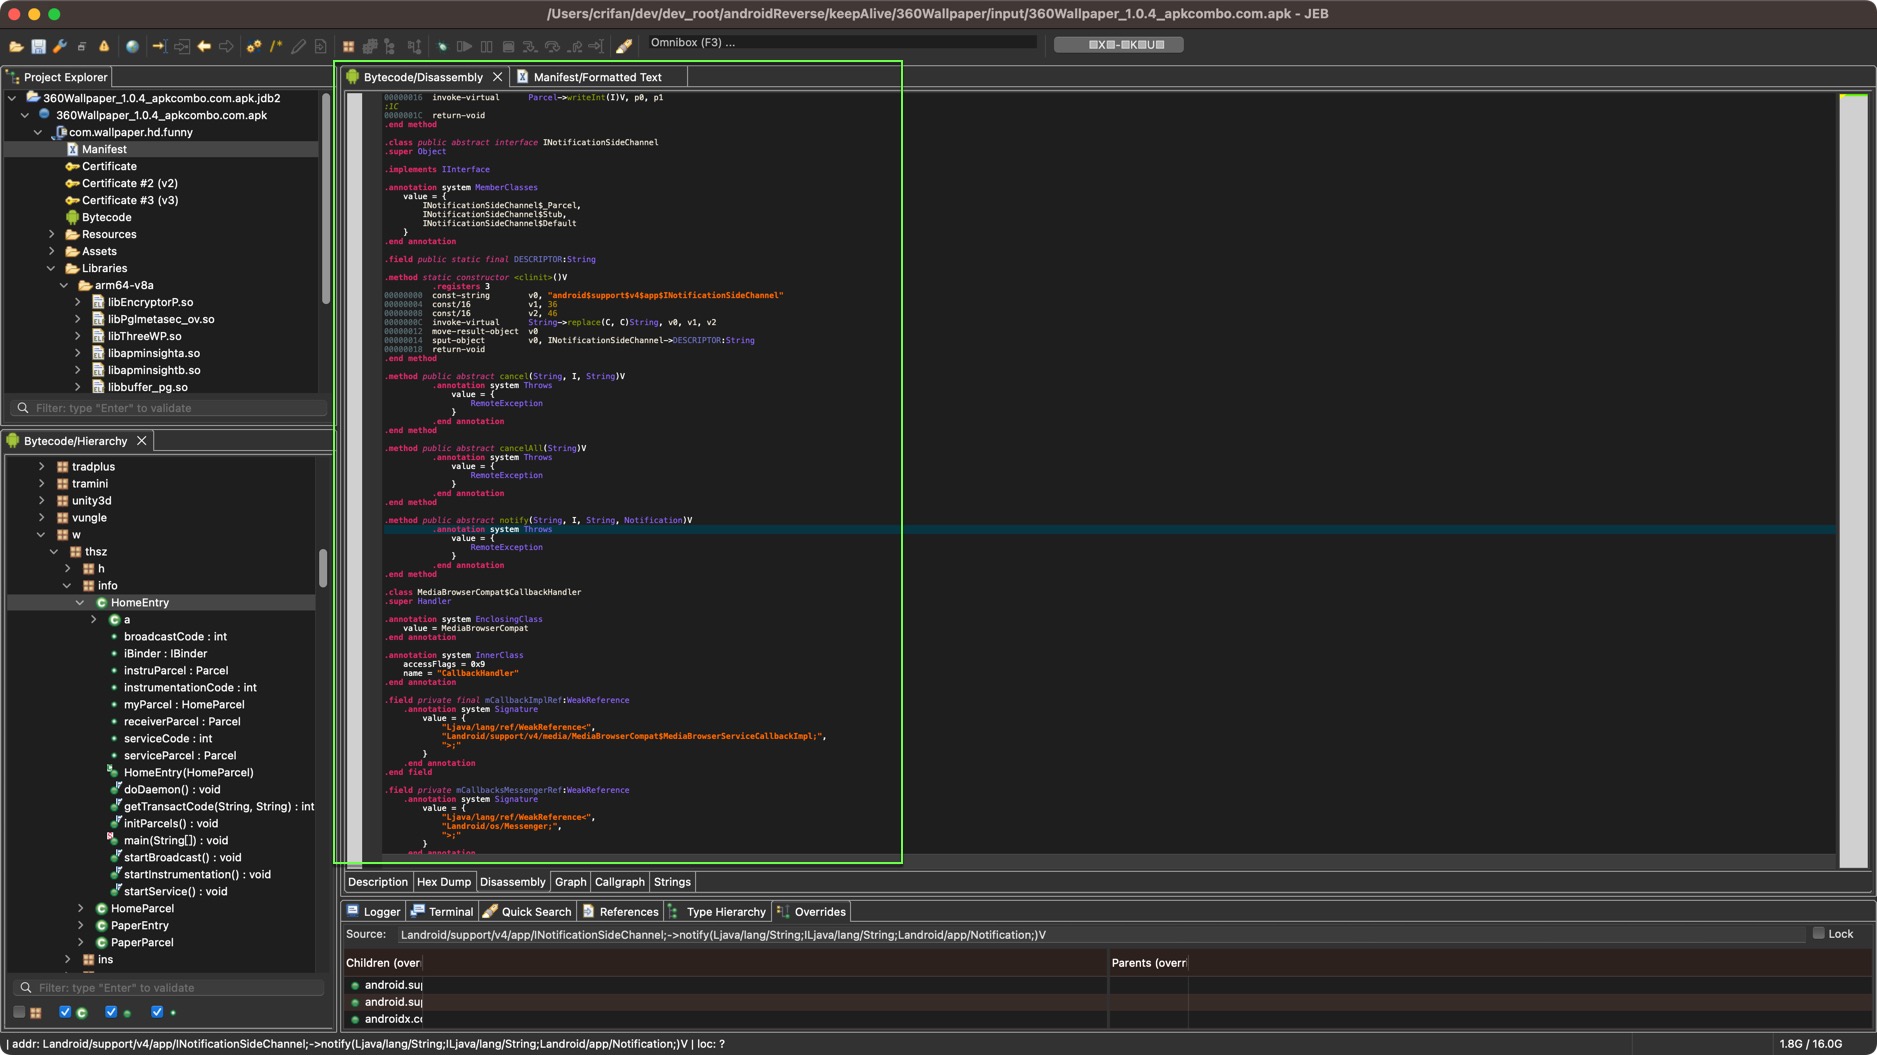 /Users/crifan/dev/dev_root/androidReverse/keepAlive/360Wallpaper/input/360Wallpaper_1.0.4_apkcombo.com.apk - JEB
Omnibox (F3) ...
Project Explorer
360Wallpaper_1.0.4_apkcombo.com.apk.jdb2
360Wallpaper_1.0.4_apkcombo.com.apk
com.wallpaper.hd.funny
Manifest
Certificate
Certificate #2 (v2)
Certificate #3 (v3)
Bytecode
Resources
Assets
Libraries
arm64-v8a
libEncryptorP.so
libPglmetasec_ov.so
libThreeWP.so
libapminsighta.so
libapminsightb.so
libbuffer_pg.so
Filter: type "Enter" to validate
Bytecode/Hierarchy
tradplus
tramini
unity3d
vungle
w
thsz
h
info
HomeEntry
a
broadcastCode : int
iBinder : IBinder
instruParcel : Parcel
instrumentationCode : int
myParcel : HomeParcel
receiverParcel : Parcel
serviceCode : int
serviceParcel : Parcel
HomeEntry(HomeParcel)
doDaemon() : void
getTransactCode(String, String) : int
initParcels() : void
main(String[]) : void
startBroadcast() : void
startInstrumentation() : void
startService() : void
HomeParcel
PaperEntry
PaperParcel
ins
Filter: type "Enter" to validate
Bytecode/Disassembly
Manifest/Formatted Text
00000016 invoke-virtual Parcel->writeInt(I)V, p0, p1
:1C
0000001C return-void
.end method
.class public abstract interface INotificationSideChannel
.super Object
.implements IInterface
.annotation system MemberClasses
value = {
INotificationSideChannel$_Parcel,
INotificationSideChannel$Stub,
INotificationSideChannel$Default
}
.end annotation
.field public static final DESCRIPTOR:String
.method static constructor <clinit>()V
.registers 3
00000000 const-string v0, "android$support$v4$app$INotificationSideChannel"
00000004 const/16 v1, 36
00000008 const/16 v2, 46
0000000C invoke-virtual String->replace(C, C)String, v0, v1, v2
00000012 move-result-object v0
00000014 sput-object v0, INotificationSideChannel->DESCRIPTOR:String
00000018 return-void
.end method
.method public abstract cancel(String, I, String)V
.annotation system Throws
value = {
RemoteException
}
.end annotation
.end method
.method public abstract cancelAll(String)V
.annotation system Throws
value = {
RemoteException
}
.end annotation
.end method
.method public abstract notify(String, I, String, Notification)V
.annotation system Throws
value = {
RemoteException
}
.end annotation
.end method
.class MediaBrowserCompat$CallbackHandler
.super Handler
.annotation system EnclosingClass
value = MediaBrowserCompat
.end annotation
.annotation system InnerClass
accessFlags = 0x9
name = "CallbackHandler"
.end annotation
.field private final mCallbackImplRef:WeakReference
.annotation system Signature
value = {
"Ljava/lang/ref/WeakReference<",
"Landroid/support/v4/media/MediaBrowserCompat$MediaBrowserServiceCallbackImpl;",
">;"
}
.end annotation
.end field
.field private mCallbacksMessengerRef:WeakReference
.annotation system Signature
value = {
"Ljava/lang/ref/WeakReference<",
"Landroid/os/Messenger;",
">;"
}
.end annotation
Description Hex Dump Disassembly Graph Callgraph Strings
Logger Terminal Quick Search References Type Hierarchy Overrides
Source: Landroid/support/v4/app/INotificationSideChannel;->notify(Ljava/lang/String;ILjava/lang/String;Landroid/app/Notification;)V
Lock
Children (overr Parents (overri
android.sup
android.sup
androidx.co
| addr: Landroid/support/v4/app/INotificationSideChannel;->notify(Ljava/lang/String;ILjava/lang/String;Landroid/app/Notification;)V | loc: ?
1.8G / 16.0G